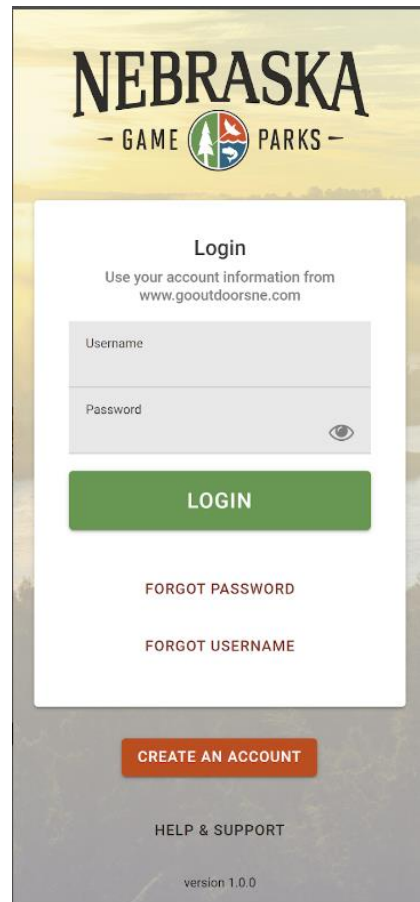 NEBRASKA
- GAME PARKS -
Login
Use your account information from
www.gooutdoorsne.com
Username
Password
LOGIN
FORGOT PASSWORD
FORGOT USERNAME
CREATE AN ACCOUNT
HELP & SUPPORT
version 1.0.0